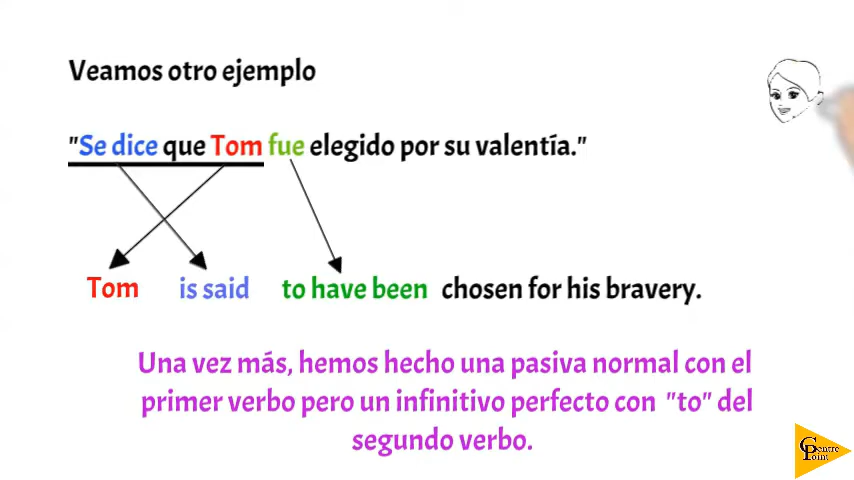 Veamos otro ejemplo
"Se dice que Tom fue elegido por su valentía."
Tom is said to have been chosen for his bravery.
Una vez más, hemos hecho una pasiva normal con el
primer verbo pero un infinitivo perfecto con "to" del
segundo verbo.
Centre
Point